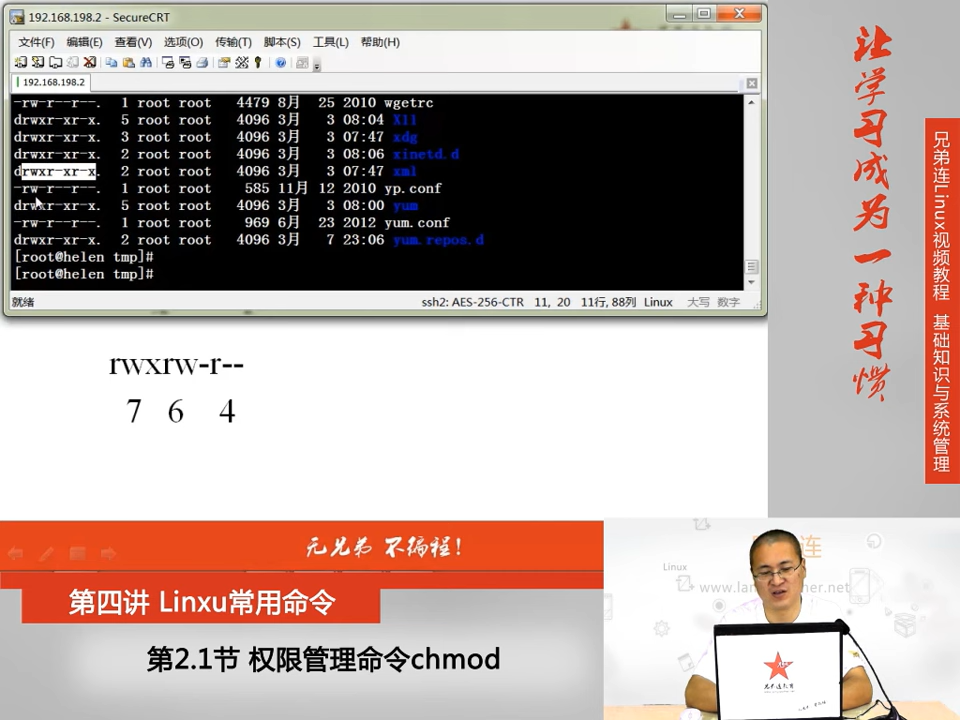 192.168.198.2 - SecureCRT
文件(F) 编辑(E) 查看(V) 选项(O) 传输(T) 脚本(S) 工具(L) 帮助(H)
192.168.198.2
-rw-r--r--. 1 root root 4479 8月 25 2010 wgetrc
drwxr-xr-x. 5 root root 4096 3月 3 08:04 X11
drwxr-xr-x. 3 root root 4096 3月 3 07:47 xdg
drwxr-xr-x. 2 root root 4096 3月 3 08:06 xinetd.d
drwxr-xr-x. 2 root root 4096 3月 3 07:47 xml
-rw-r--r--. 1 root root 585 11月 12 2010 yp.conf
drwxr-xr-x. 5 root root 4096 3月 3 08:00 yum
-rw-r--r--. 1 root root 969 6月 23 2012 yum.conf
drwxr-xr-x. 2 root root 4096 3月 7 23:06 yum.repos.d
[root@helen tmp]#
[root@helen tmp]#
就绪 ssh2: AES-256-CTR 11, 20 11行, 88列 Linux 大写 数字
rwxrw-r--
7 6 4
让学习成为一种习惯
兄弟连Linux视频教程 基础知识与系统管理
无兄弟 不编程!
第四讲 Linxu常用命令
第2.1节 权限管理命令chmod
Linux